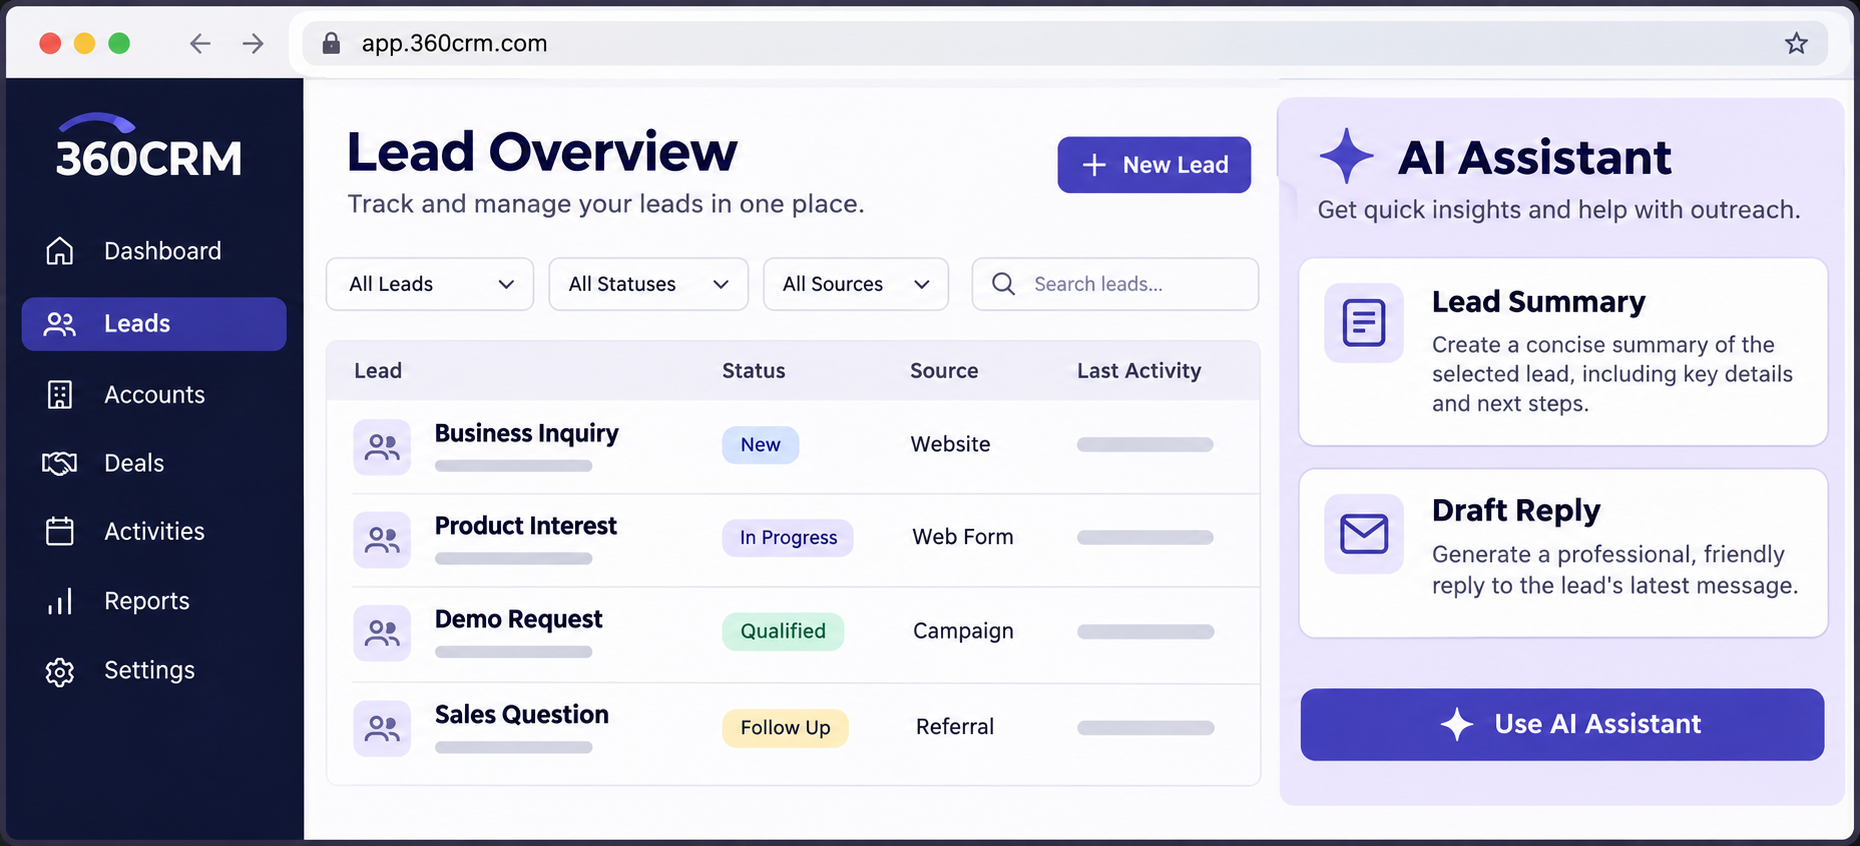 app.360crm.com
360CRM
Dashboard
Leads
Accounts
Deals
Activities
Reports
Settings
Lead Overview
Track and manage your leads in one place.
+ New Lead
All Leads
All Statuses
All Sources
Search leads...
Lead Status Source Last Activity
Business Inquiry New Website
Product Interest In Progress Web Form
Demo Request Qualified Campaign
Sales Question Follow Up Referral
AI Assistant
Get quick insights and help with outreach.
Lead Summary
Create a concise summary of the
selected lead, including key details
and next steps.
Draft Reply
Generate a professional, friendly
reply to the lead's latest message.
Use AI Assistant